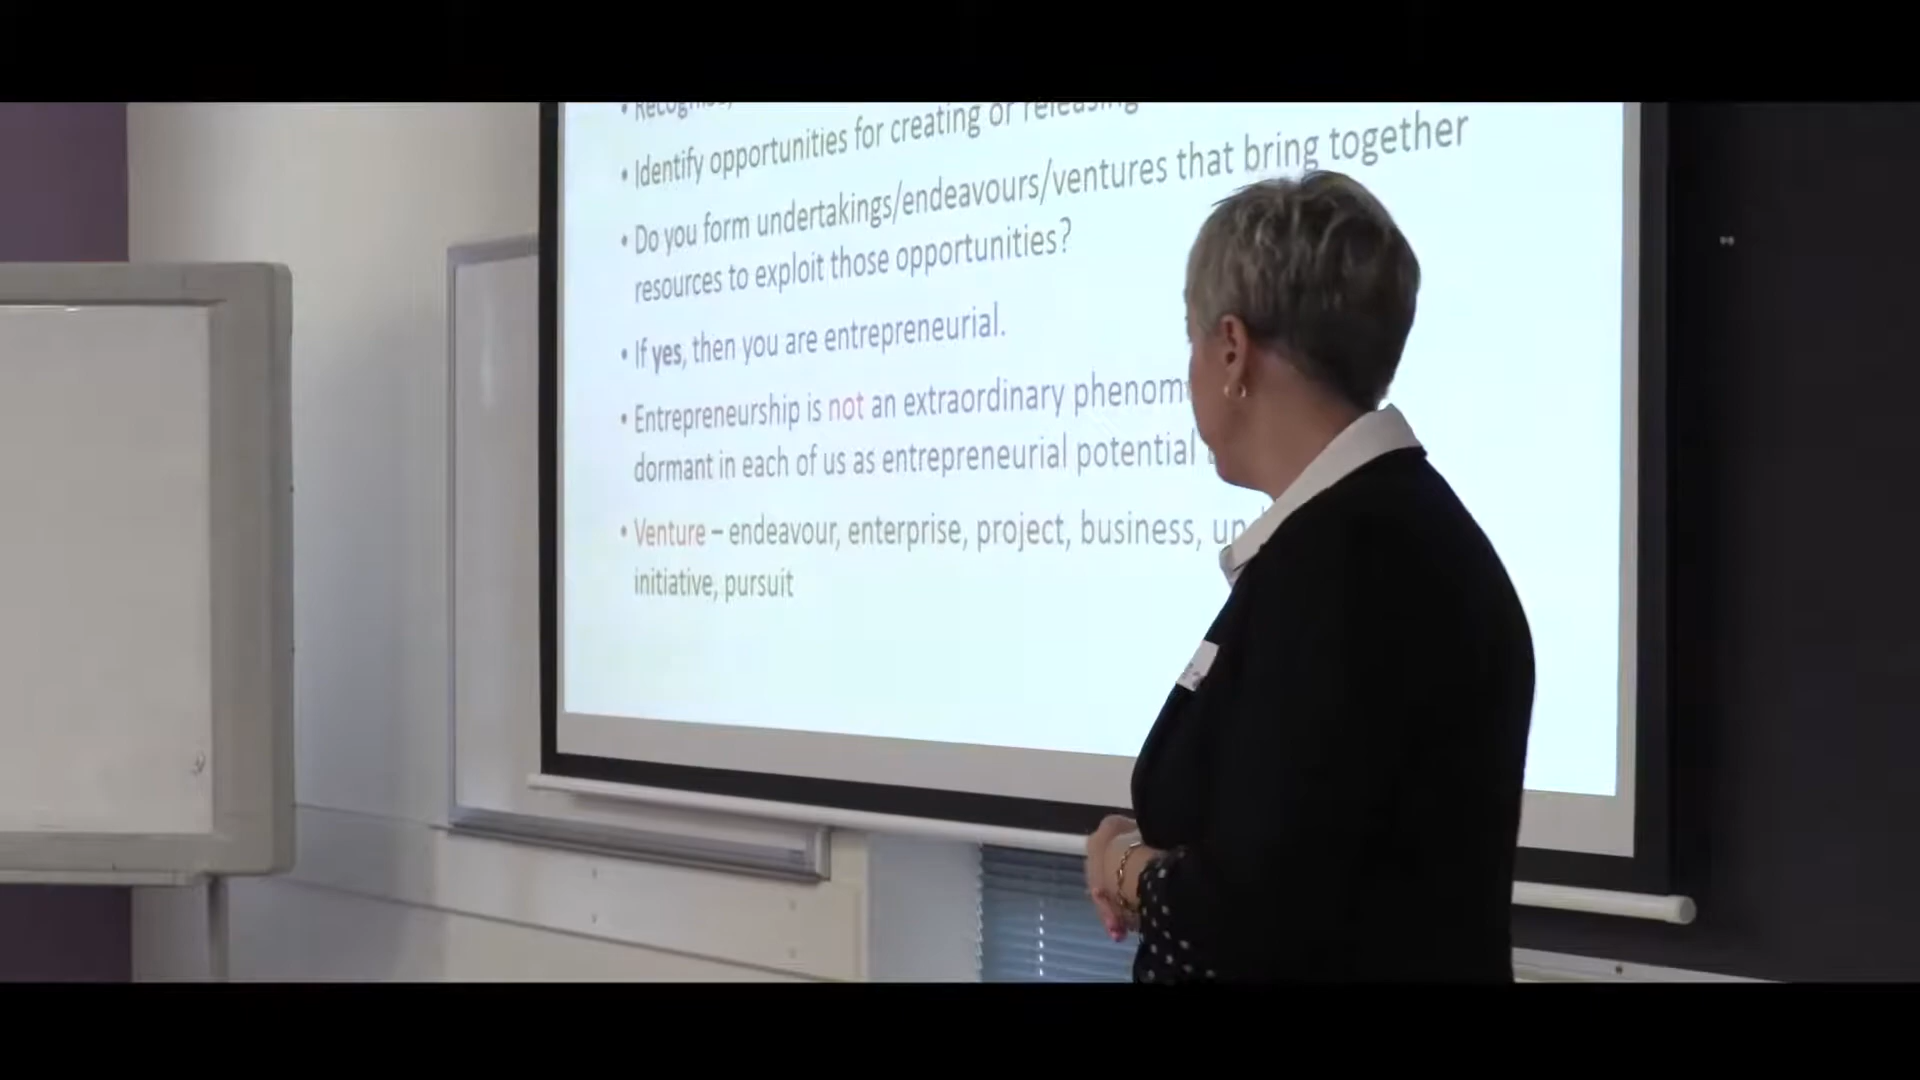 • Identify opportunities for creating or releasing
• Do you form undertakings/endeavours/ventures that bring together
resources to exploit those opportunities?
• If yes, then you are entrepreneurial.
• Entrepreneurship is not an extraordinary
dormant in each of us as entrepreneurial potential
• Venture – endeavour, enterprise, project, business,
initiative, pursuit